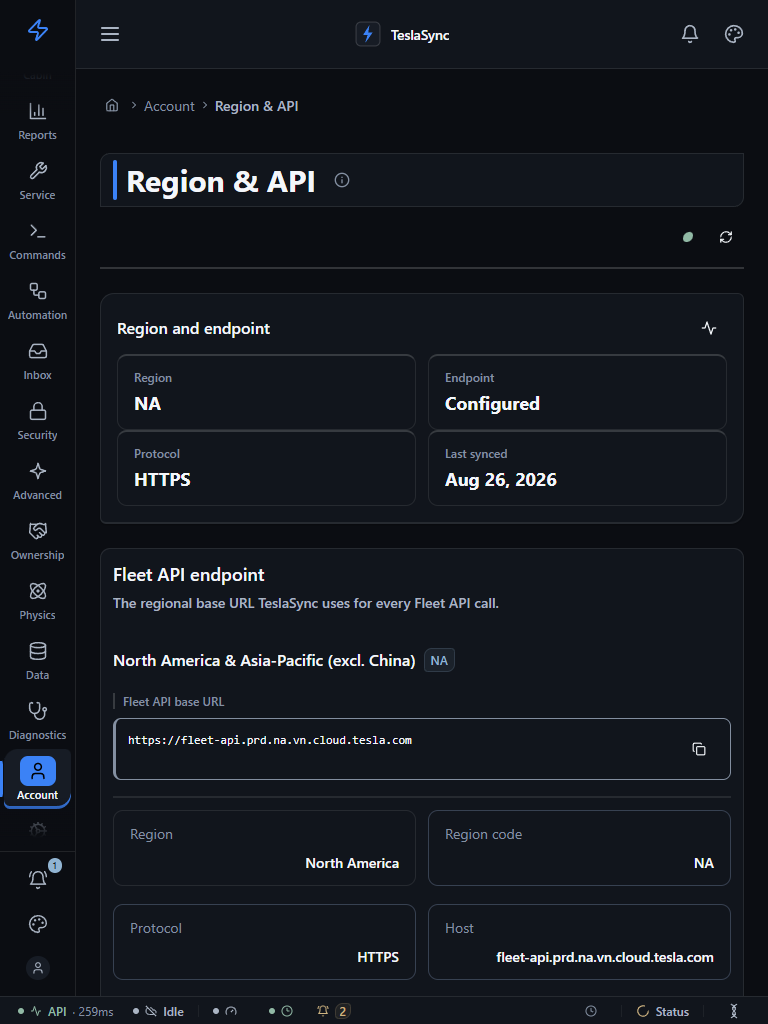 TeslaSync
Account
Region & API
Region & API
Reports
Service
Commands
Automation
Inbox
Security
Advanced
Ownership
Physics
Data
Diagnostics
Account
1
Region and endpoint
Region
NA
Endpoint
Configured
Protocol
HTTPS
Last synced
Aug 26, 2026
Fleet API endpoint
The regional base URL TeslaSync uses for every Fleet API call.
North America & Asia-Pacific (excl. China) NA
Fleet API base URL
https://fleet-api.prd.na.vn.cloud.tesla.com
Region
North America
Region code
NA
Protocol
HTTPS
Host
fleet-api.prd.na.vn.cloud.tesla.com
API · 259ms
Idle
2
Status